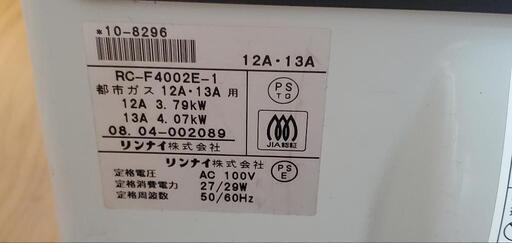 *10-8296
12A・13A
RC-F4002E-1
都市ガス 12A・13A 用
12A 3.79kW
13A 4.07kW
08.04-002089
リンナイ株式会社
PS
TG
JIA認証
リンナイ株式会社
定格電圧 AC 100V
定格消費電力 27/29W
定格周波数 50/60Hz
PS
E